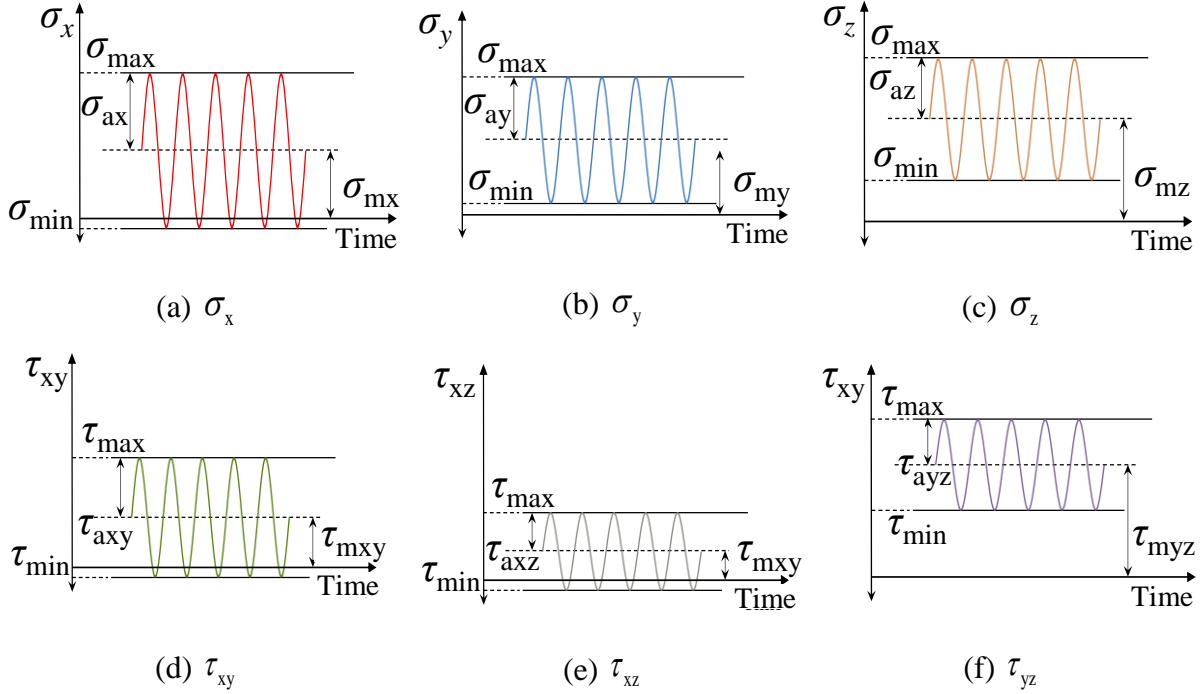 σx
σmax
σax
σmx
σmin
Time
(a) σx
σy
σmax
σay
σmin
σmy
Time
(b) σy
σz
σmax
σaz
σmin
σmz
Time
(c) σz
τxy
τmax
τaxy
τmxy
τmin
Time
(d) τxy
τxz
τmax
τaxz
τmxy
τmin
Time
(e) τxz
τxy
τmax
τayz
τmin
τmyz
Time
(f) τyz